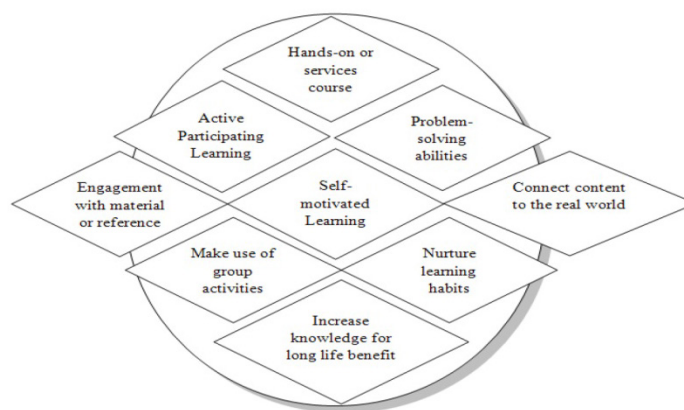 Hands-on or
services
course
Active
Participating
Learning
Problem-
solving
abilities
Engagement
with material
or reference
Self-
motivated
Learning
Connect content
to the real world
Make use of
group
activities
Nurture
learning
habits
Increase
knowledge for
long life benefit